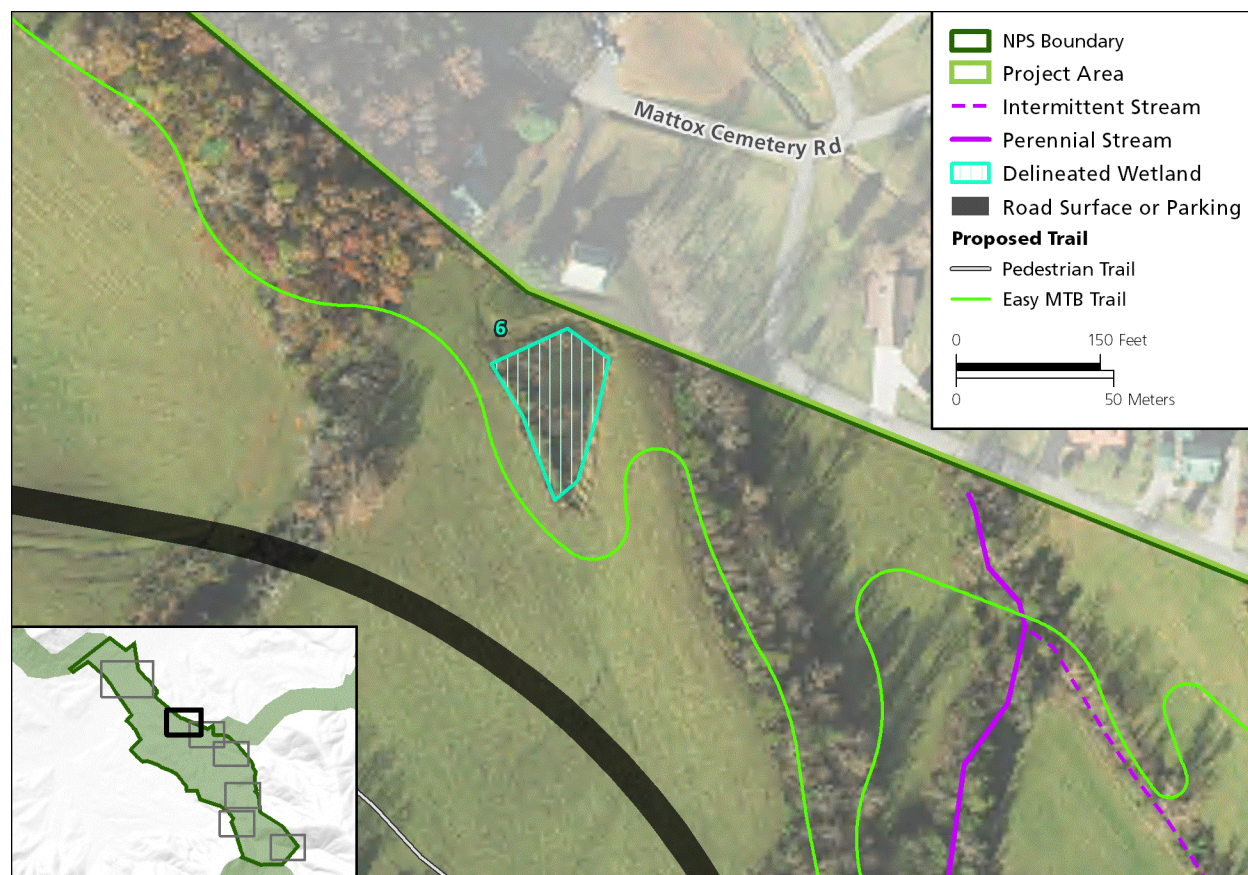 Mattox Cemetery Rd
6
NPS Boundary
Project Area
Intermittent Stream
Perennial Stream
Delineated Wetland
Road Surface or Parking
Proposed Trail
Pedestrian Trail
Easy MTB Trail
0 150 Feet
0 50 Meters